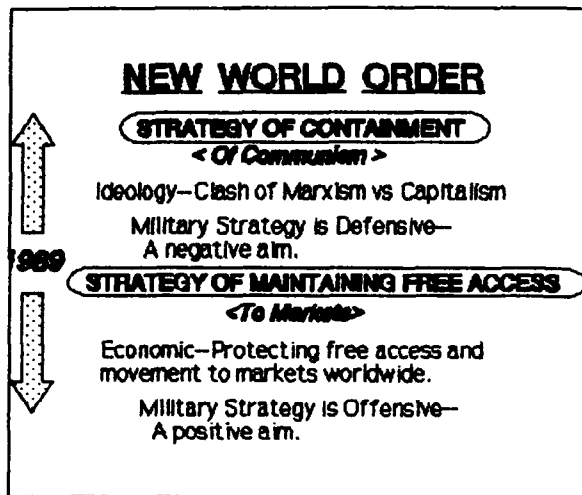 NEW WORLD ORDER
STRATEGY OF CONTAINMENT
< Of Communism >
Ideology—Clash of Marxism vs Capitalism
Military Strategy is Defensive—
A negative aim.
1989
STRATEGY OF MAINTAINING FREE ACCESS
<To Markets>
Economic—Protecting free access and
movement to markets worldwide.
Military Strategy is Offensive—
A positive aim.